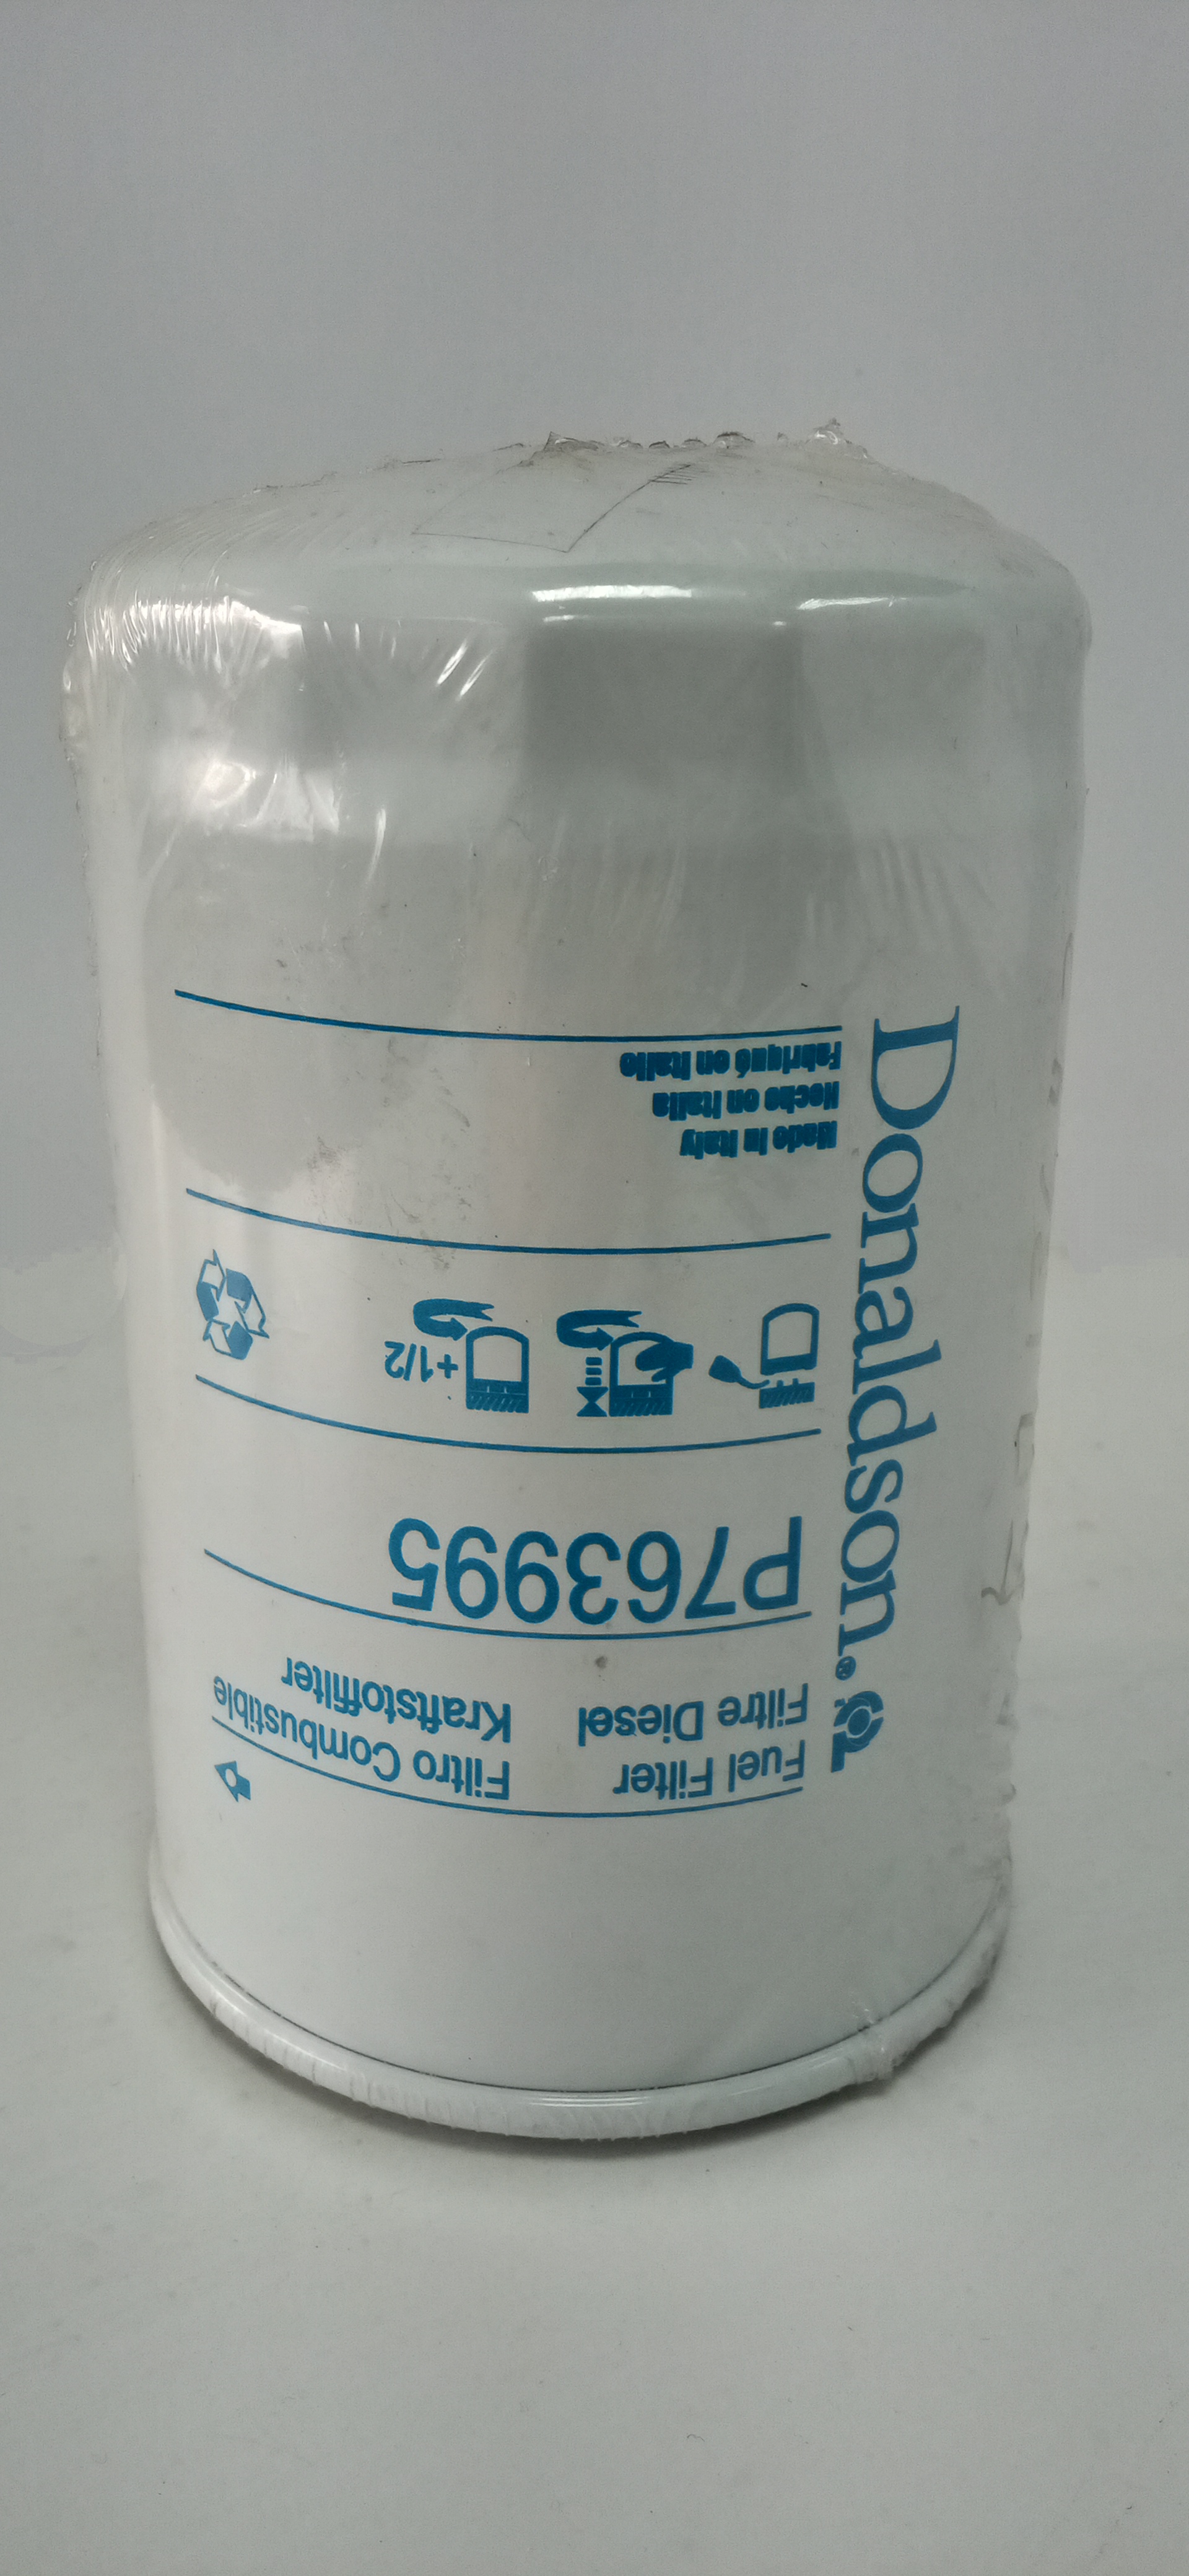 Donaldson®
Fuel Filter
Filtro Combustible
Filtre Diesel
Kraftstoffilter
P763995
+1/2
Made in Italy
Hecho en Italia
Fabriqué en Italie